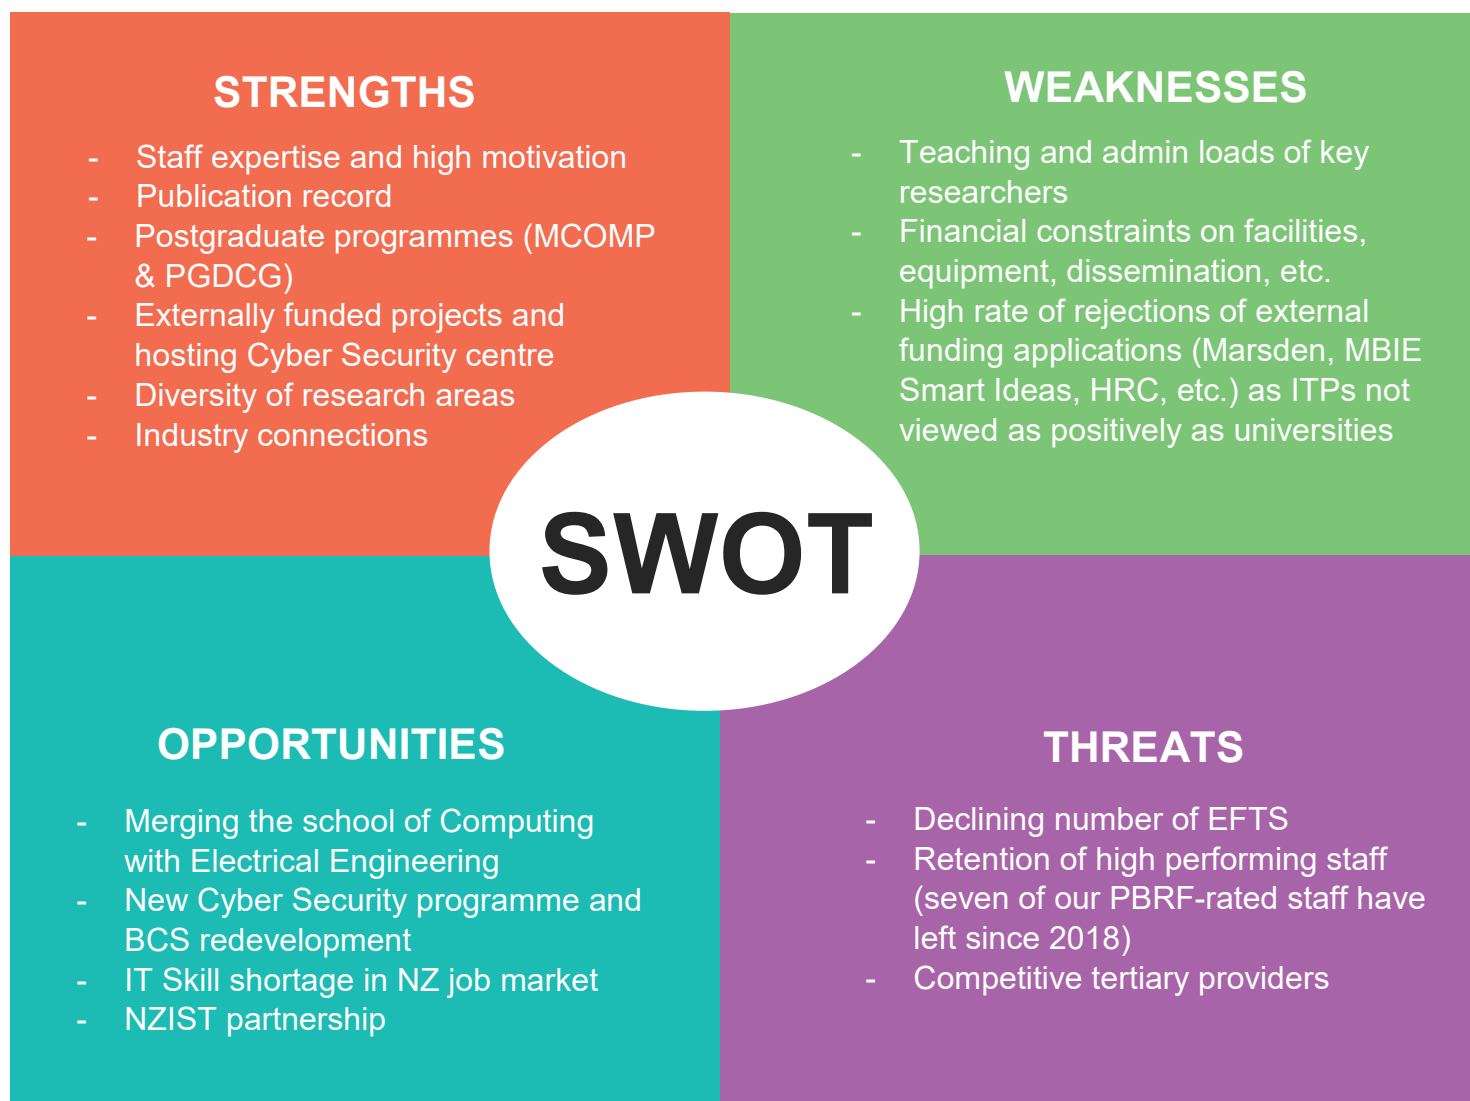 STRENGTHS
- Staff expertise and high motivation
- Publication record
- Postgraduate programmes (MCOMP
& PGDCG)
- Externally funded projects and
hosting Cyber Security centre
- Diversity of research areas
- Industry connections
WEAKNESSES
- Teaching and admin loads of key
researchers
- Financial constraints on facilities,
equipment, dissemination, etc.
- High rate of rejections of external
funding applications (Marsden, MBIE
Smart Ideas, HRC, etc.) as ITPs not
viewed as positively as universities
SWOT
OPPORTUNITIES
- Merging the school of Computing
with Electrical Engineering
- New Cyber Security programme and
BCS redevelopment
- IT Skill shortage in NZ job market
- NZIST partnership
THREATS
- Declining number of EFTS
- Retention of high performing staff
(seven of our PBRF-rated staff have
left since 2018)
- Competitive tertiary providers